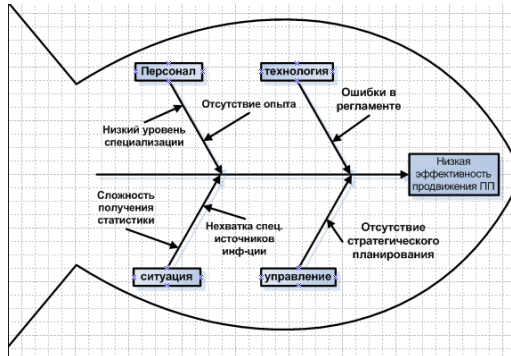 Персонал
технология
Ошибки в
регламенте
Отсутствие опыта
Низкий уровень
специализации
Низкая
эффективность
продвижения ПП
Сложность
получения
статистики
Нехватка спец.
источников
инф-ции
Отсутствие
стратегического
планирования
ситуация
управление